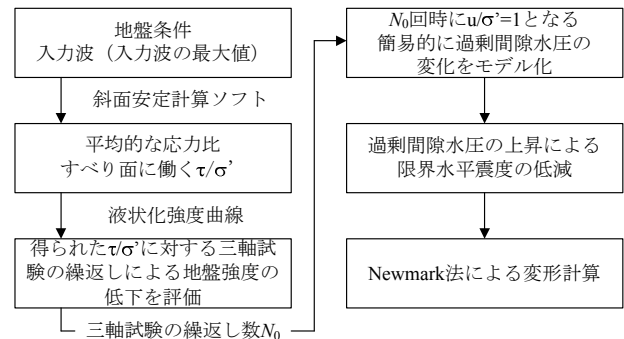 地盤条件
入力波（入力波の最大値）
斜面安定計算ソフト
平均的な応力比
すべり面に働くτ/σ’
液状化強度曲線
得られたτ/σ’に対する三軸試
験の繰返しによる地盤強度の
低下を評価
三軸試験の繰返し数N₀
N₀回時にu/σ’=1となる
簡易的に過剰間隙水圧の
変化をモデル化
過剰間隙水圧の上昇による
限界水平震度の低減
Newmark法による変形計算